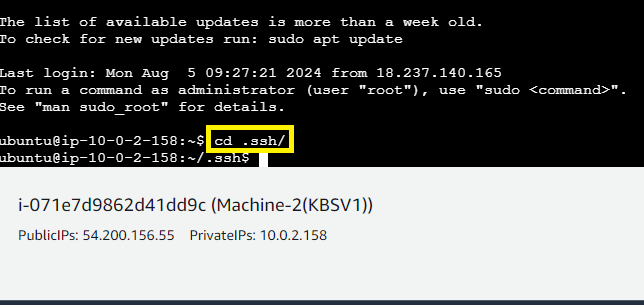 The list of available updates is more than a week old.
To check for new updates run: sudo apt update
Last login: Mon Aug  5 09:27:21 2024 from 18.237.140.165
To run a command as administrator (user "root"), use "sudo <command>".
See "man sudo_root" for details.
ubuntu@ip-10-0-2-158:~$ cd .ssh/
ubuntu@ip-10-0-2-158:~/.ssh$
i-071e7d9862d41dd9c (Machine-2(KBSV1))
PublicIPs: 54.200.156.55    PrivateIPs: 10.0.2.158